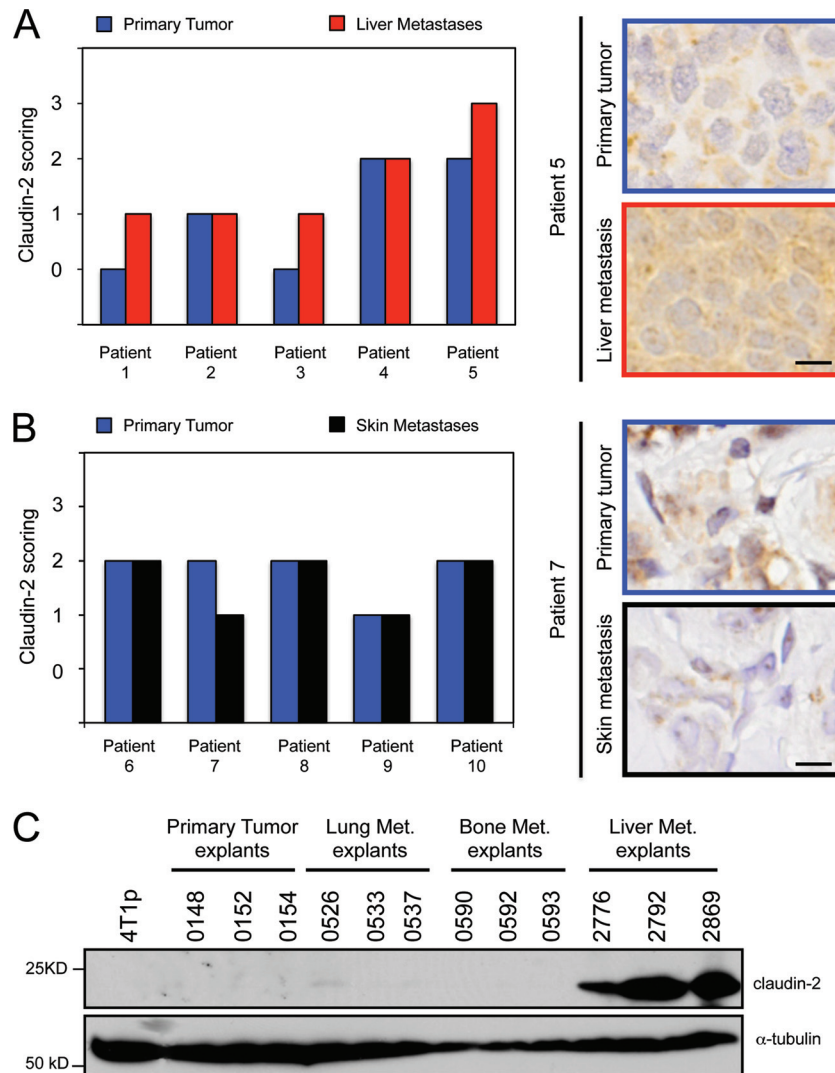 A
Primary Tumor
Liver Metastases
Claudin-2 scoring
3
2
1
0
Patient 1
Patient 2
Patient 3
Patient 4
Patient 5
Patient 5
Primary tumor
Liver metastasis
B
Primary Tumor
Skin Metastases
Claudin-2 scoring
3
2
1
0
Patient 6
Patient 7
Patient 8
Patient 9
Patient 10
Patient 7
Primary tumor
Skin metastasis
C
Primary Tumor explants
Lung Met. explants
Bone Met. explants
Liver Met. explants
4T1p
0148
0152
0154
0526
0533
0537
0590
0592
0593
2776
2792
2869
25KD
claudin-2
50 kD
α-tubulin